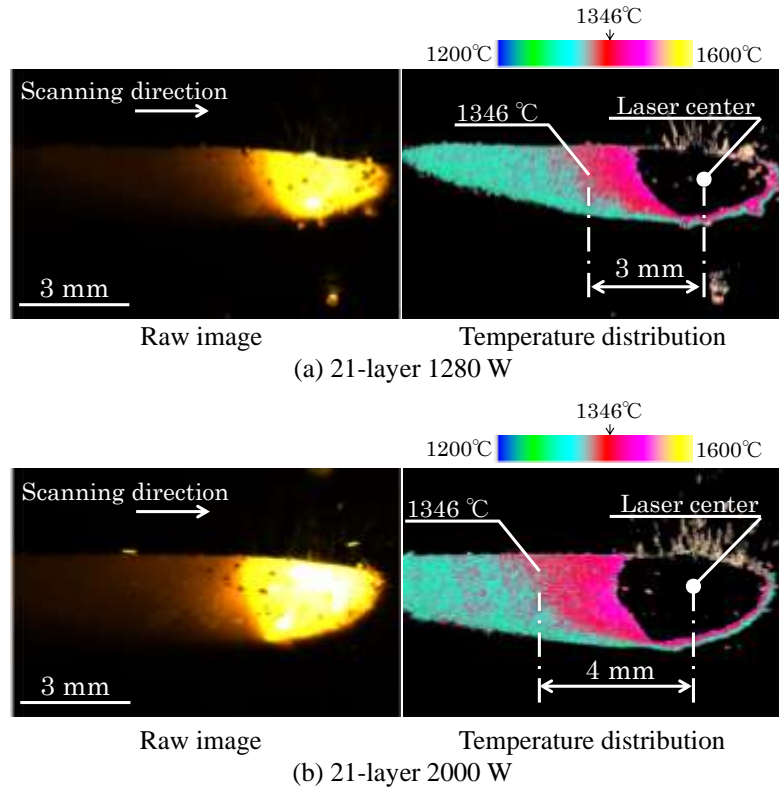 1346℃
1200℃
1600℃
Scanning direction
1346 ℃
Laser center
3 mm
3 mm
Raw image
Temperature distribution
(a) 21-layer 1280 W
1346℃
1200℃
1600℃
Scanning direction
1346 ℃
Laser center
3 mm
4 mm
Raw image
Temperature distribution
(b) 21-layer 2000 W